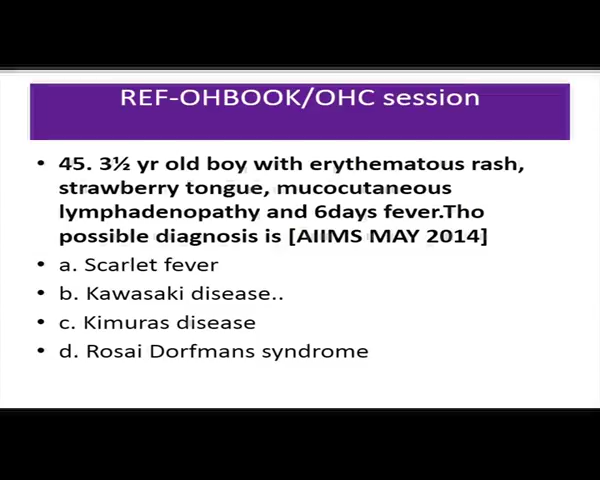 REF-OHBOOK/OHC session
• 45. 3½ yr old boy with erythematous rash,
strawberry tongue, mucocutaneous
lymphadenopathy and 6days fever.Tho
possible diagnosis is [AIIMS MAY 2014]
• a. Scarlet fever
• b. Kawasaki disease..
• c. Kimuras disease
• d. Rosai Dorfmans syndrome